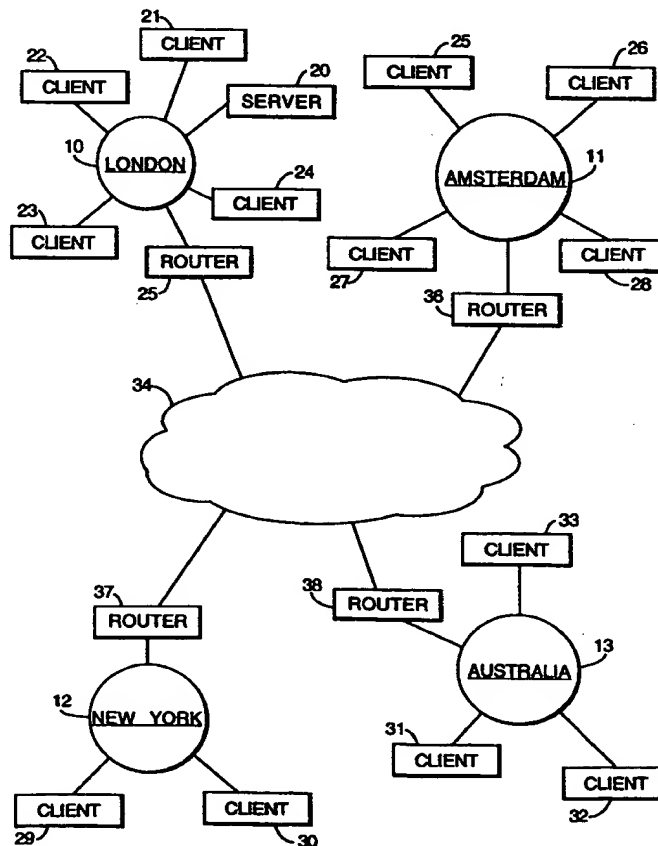 21
CLIENT
22
CLIENT
20
SERVER
10
LONDON
24
CLIENT
23
CLIENT
ROUTER
25
25
CLIENT
26
CLIENT
AMSTERDAM
11
CLIENT
27
CLIENT
28
36
ROUTER
34
37
ROUTER
12
NEW YORK
CLIENT
29
CLIENT
30
33
CLIENT
38
ROUTER
13
AUSTRALIA
31
CLIENT
CLIENT
32